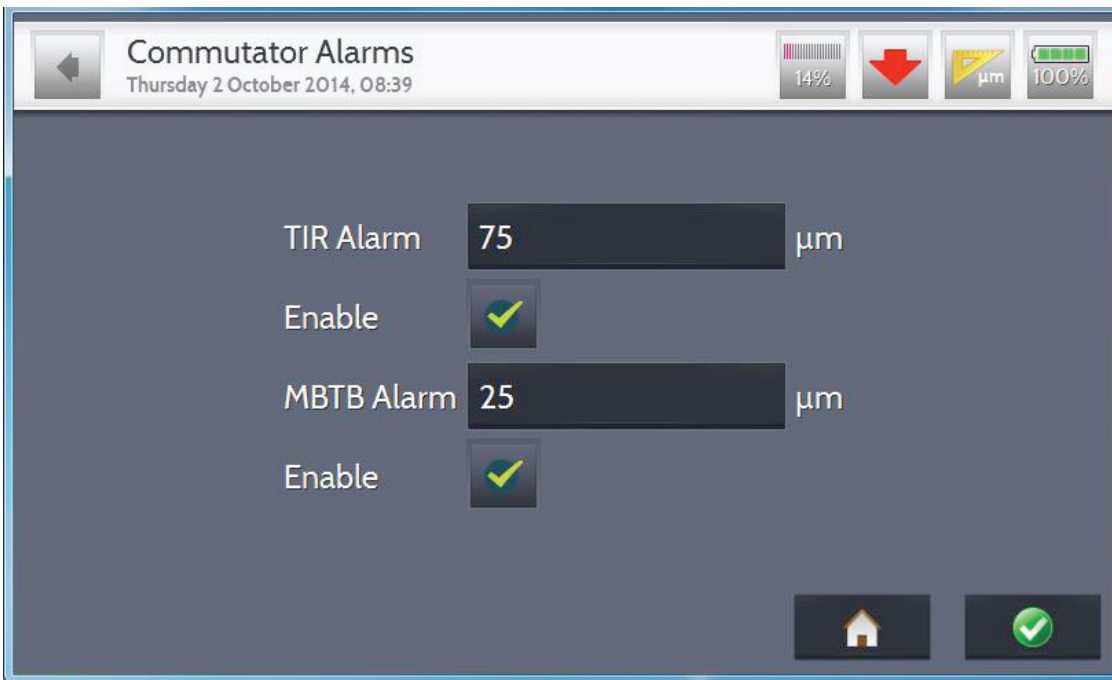 Commutator Alarms
Thursday 2 October 2014, 08:39
14%
µm
100%
TIR Alarm 75 µm
Enable
MBTB Alarm 25 µm
Enable